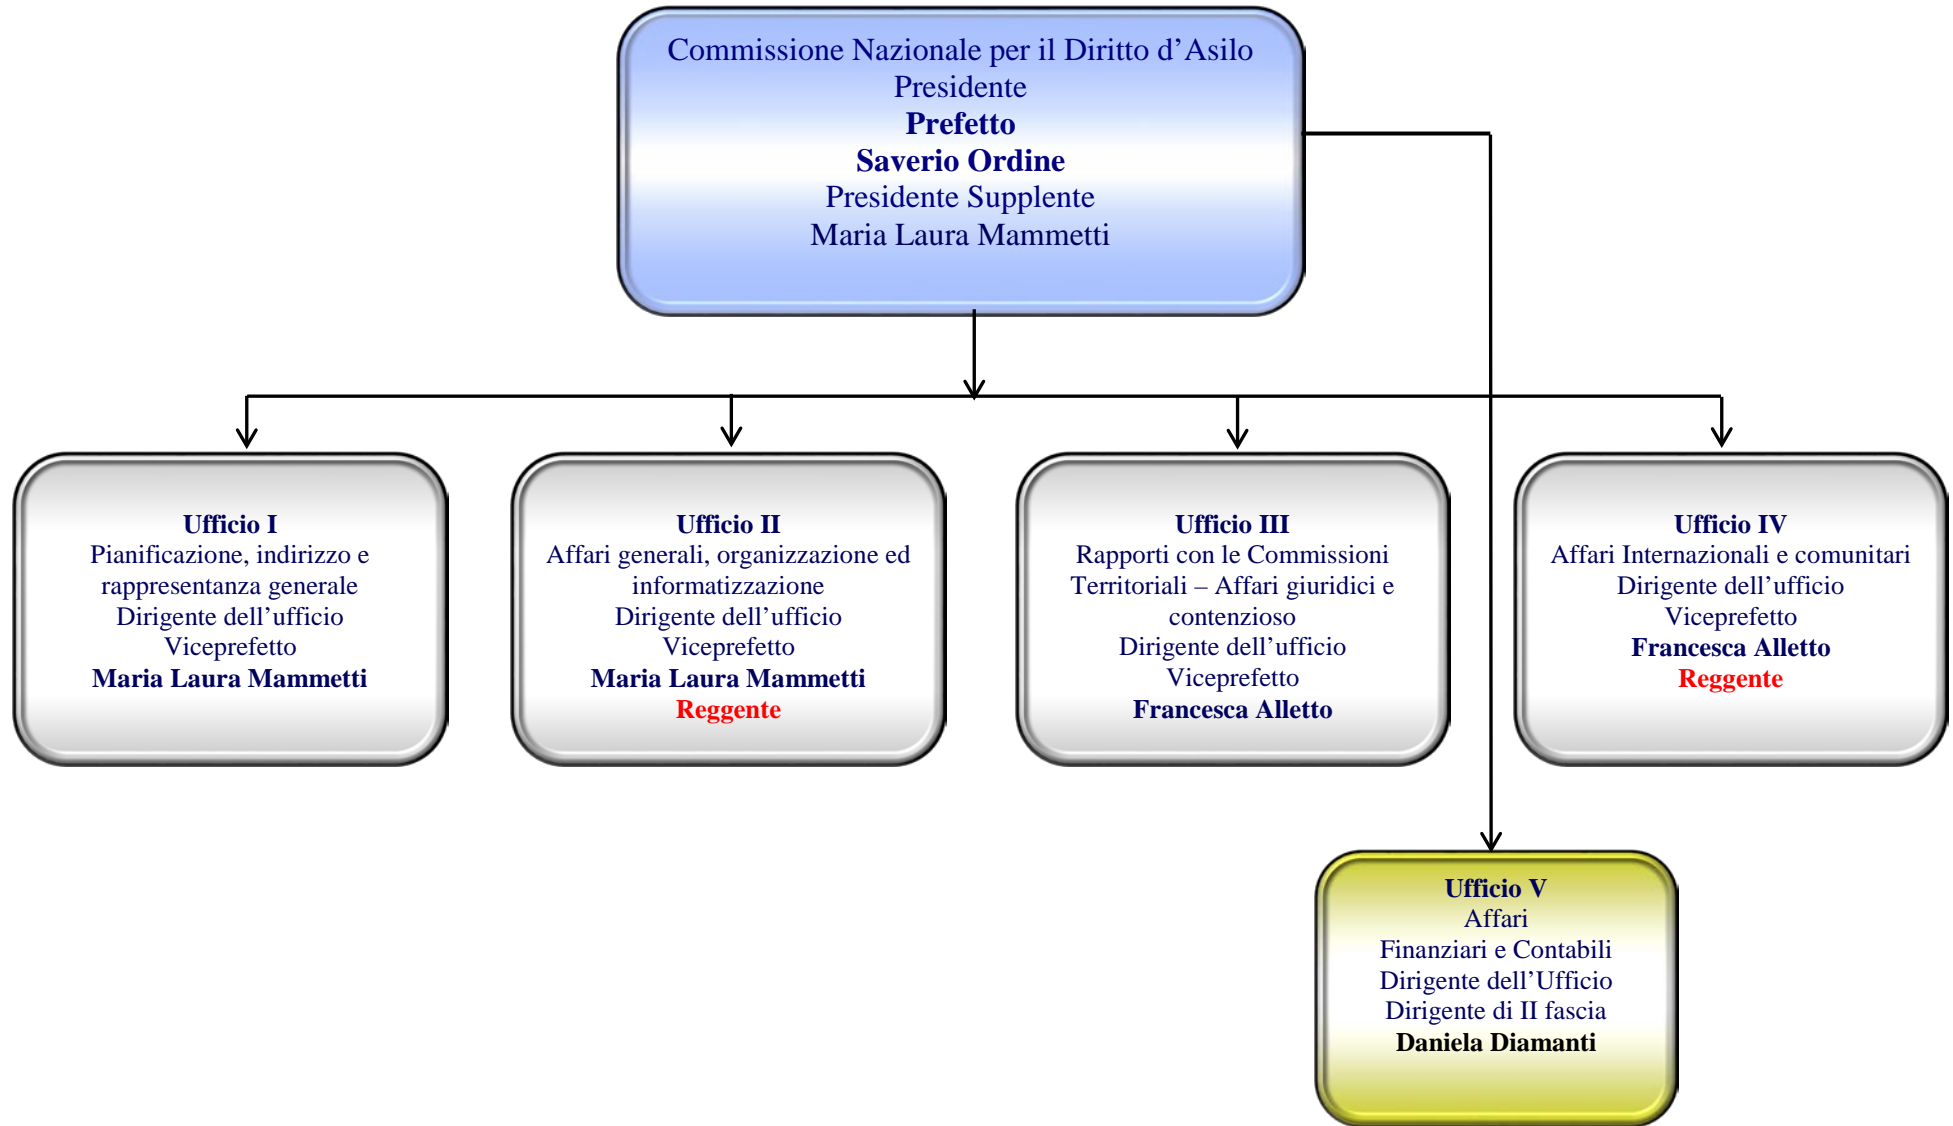 Commissione Nazionale per il Diritto d’Asilo
Presidente
Prefetto
Saverio Ordine
Presidente Supplente
Maria Laura Mammetti
Ufficio I
Pianificazione, indirizzo e
rappresentanza generale
Dirigente dell’ufficio
Viceprefetto
Maria Laura Mammetti
Ufficio II
Affari generali, organizzazione ed
informatizzazione
Dirigente dell’ufficio
Viceprefetto
Maria Laura Mammetti
Reggente
Ufficio III
Rapporti con le Commissioni
Territoriali – Affari giuridici e
contenzioso
Dirigente dell’ufficio
Viceprefetto
Francesca Alletto
Ufficio IV
Affari Internazionali e comunitari
Dirigente dell’ufficio
Viceprefetto
Francesca Alletto
Reggente
Ufficio V
Affari
Finanziari e Contabili
Dirigente dell’Ufficio
Dirigente di II fascia
Daniela Diamanti